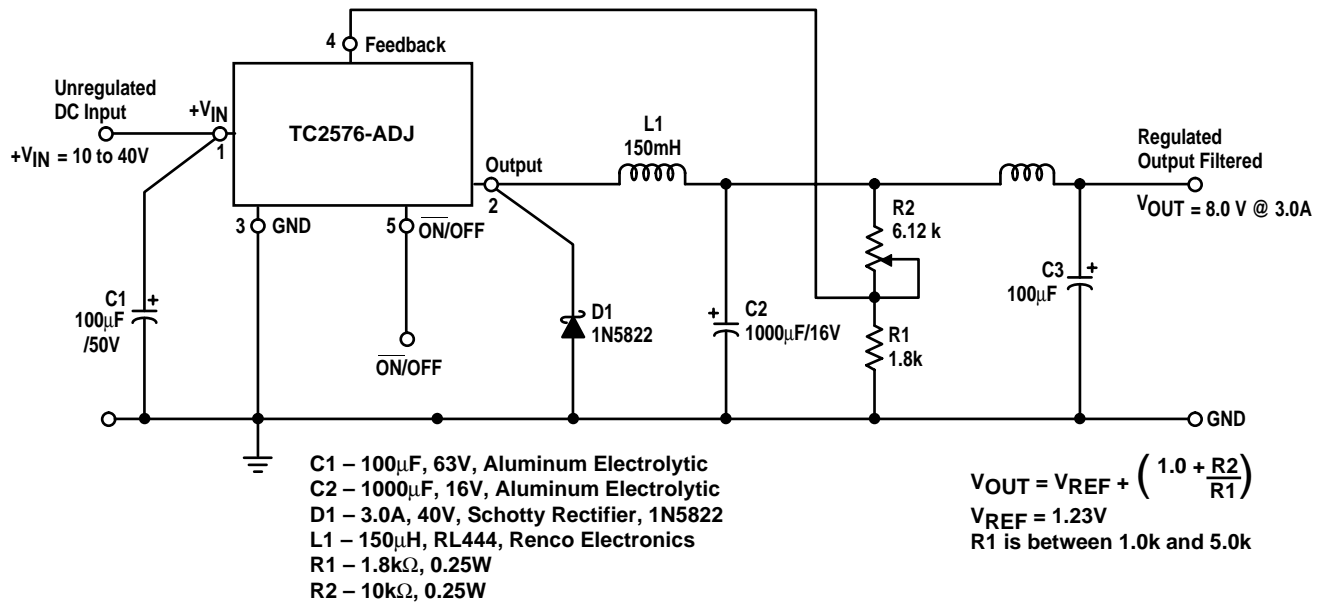 4
Feedback
Unregulated
DC Input
+VIN
1
+VIN = 10 to 40V
TC2576-ADJ
Output
2
L1
150mH
Regulated
Output Filtered
VOUT = 8.0 V @ 3.0A
3
GND
5
ON/OFF
R2
6.12 k
C1
100μF
/50V
+
ON/OFF
D1
1N5822
+
C2
1000μF/16V
R1
1.8k
C3
100μF
+
GND
C1 – 100μF, 63V, Aluminum Electrolytic
C2 – 1000μF, 16V, Aluminum Electrolytic
D1 – 3.0A, 40V, Schotty Rectifier, 1N5822
L1 – 150μH, RL444, Renco Electronics
R1 – 1.8kΩ, 0.25W
R2 – 10kΩ, 0.25W
VOUT = VREF + ( 1.0 + R2/R1 )
VREF = 1.23V
R1 is between 1.0k and 5.0k